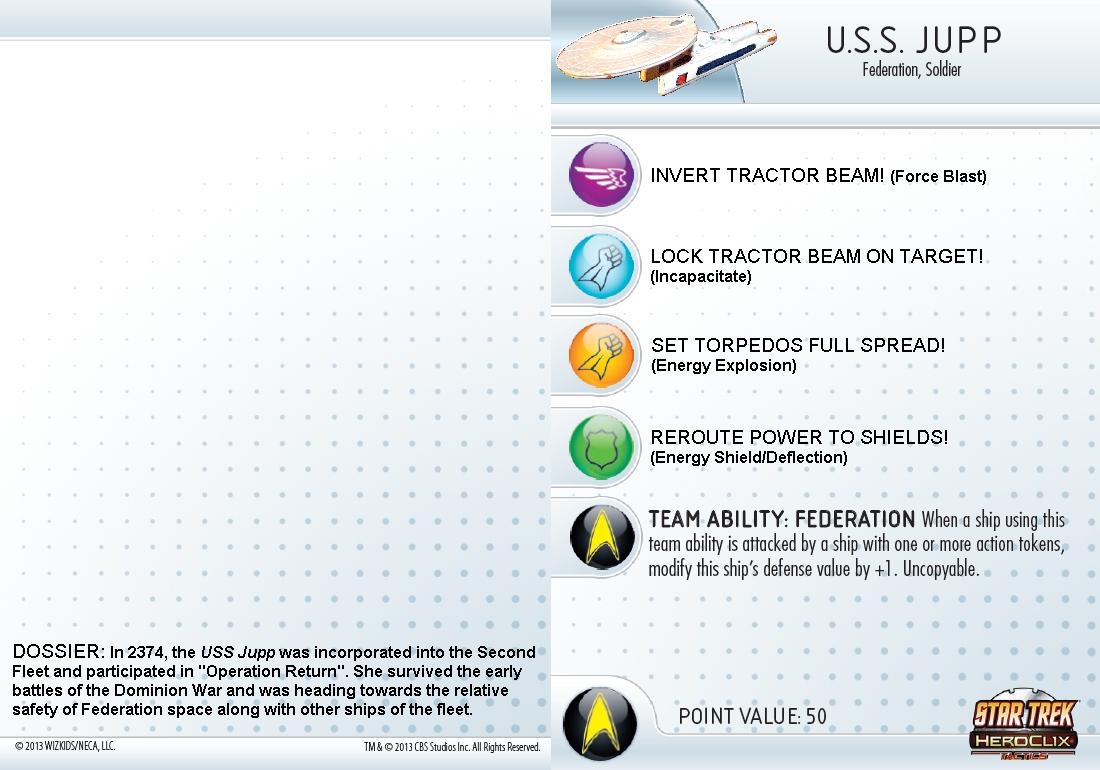 U.S.S. JUPP
Federation, Soldier
INVERT TRACTOR BEAM! (Force Blast)
LOCK TRACTOR BEAM ON TARGET!
(Incapacitate)
SET TORPEDOS FULL SPREAD!
(Energy Explosion)
REROUTE POWER TO SHIELDS!
(Energy Shield/Deflection)
TEAM ABILITY: FEDERATION When a ship using this
team ability is attacked by a ship with one or more action tokens,
modify this ship's defense value by +1. Uncopyable.
DOSSIER: In 2374, the USS Jupp was incorporated into the Second
Fleet and participated in "Operation Return". She survived the early
battles of the Dominion War and was heading towards the relative
safety of Federation space along with other ships of the fleet.
POINT VALUE: 50
STAR TREK
HEROCLIX
TACTICS
© 2013 WIZKIDS/NECA, LLC.
TM & © 2013 CBS Studios Inc. All Rights Reserved.